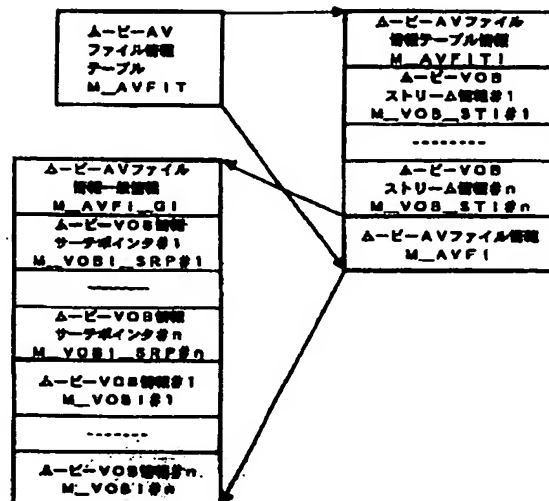 ムービーAV
ファイル情報
テーブル
M_AVFIT
ムービーAVファイル
情報テーブル情報
M_AVFITI
ムービーVOB
ストリーム情報#1
M_VOB_STI#1
--------
ムービーVOB
ストリーム情報#n
M_VOB_STI#n
ムービーAVファイル情報
M_AVFI
ムービーAVファイル
情報一般情報
M_AVFI_GI
ムービーVOB情報
サーチポインタ#1
M_VOBI_SRP#1
-------
ムービーVOB情報
サーチポインタ#n
M_VOBI_SRP#n
ムービーVOB情報#1
M_VOBI#1
-------
ムービーVOB情報#n
M_VOBI#n